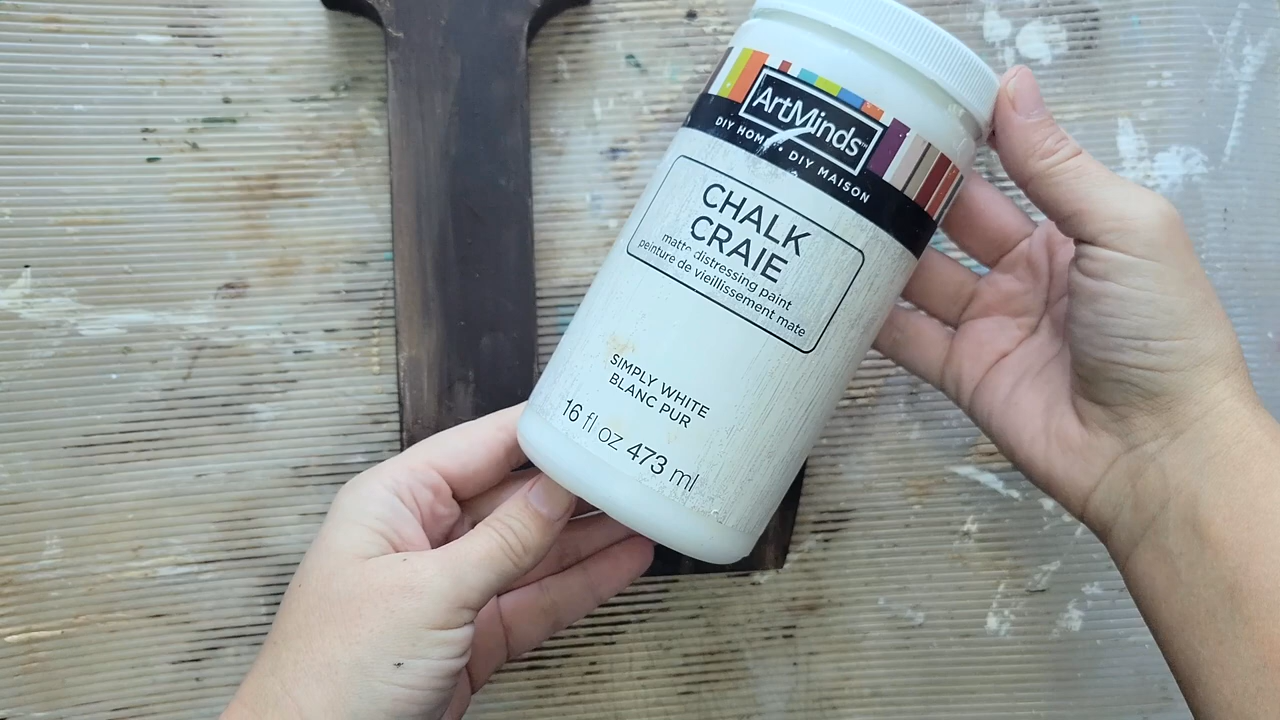 ArtMinds™
DIY HOME • DIY MAISON
CHALK
CRAIE
matte distressing paint
peinture de vieillissement mate
SIMPLY WHITE
BLANC PUR
16 fl oz 473 ml